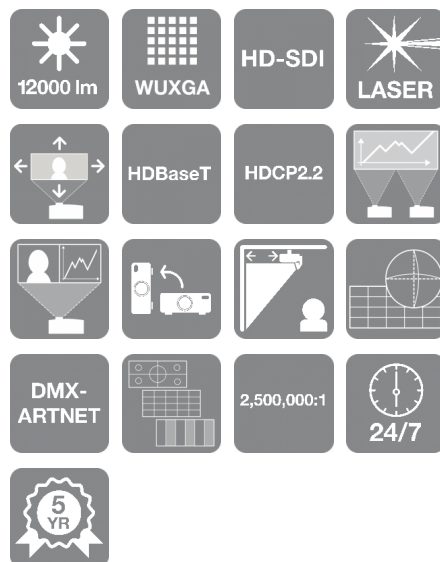 12000 lm
WUXGA
HD-SDI
LASER
HDBaseT
HDCP2.2
DMX-
ARTNET
2,500,000:1
24/7
5
YR